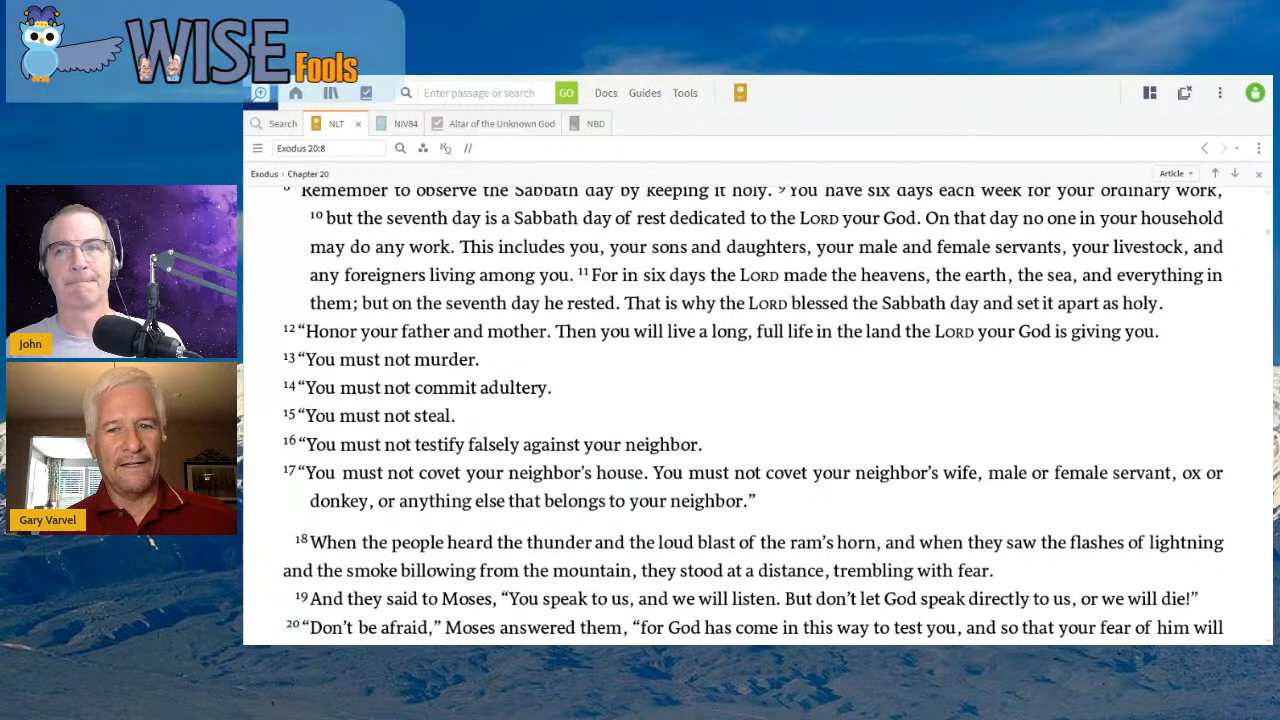 WISE
Fools
Enter passage or search
GO
Docs
Guides
Tools
Search
NLT
NIV84
Altar of the Unknown God
NBD
Exodus 20:8
Exodus › Chapter 20
Article
8 “Remember to observe the Sabbath day by keeping it holy. 9 You have six days each week for your ordinary work,
10 but the seventh day is a Sabbath day of rest dedicated to the LORD your God. On that day no one in your household
may do any work. This includes you, your sons and daughters, your male and female servants, your livestock, and
any foreigners living among you. 11 For in six days the LORD made the heavens, the earth, the sea, and everything in
them; but on the seventh day he rested. That is why the LORD blessed the Sabbath day and set it apart as holy.
12 “Honor your father and mother. Then you will live a long, full life in the land the LORD your God is giving you.
13 “You must not murder.
14 “You must not commit adultery.
15 “You must not steal.
16 “You must not testify falsely against your neighbor.
17 “You must not covet your neighbor’s house. You must not covet your neighbor’s wife, male or female servant, ox or
donkey, or anything else that belongs to your neighbor.”
18 When the people heard the thunder and the loud blast of the ram’s horn, and when they saw the flashes of lightning
and the smoke billowing from the mountain, they stood at a distance, trembling with fear.
19 And they said to Moses, “You speak to us, and we will listen. But don’t let God speak directly to us, or we will die!”
20 “Don’t be afraid,” Moses answered them, “for God has come in this way to test you, and so that your fear of him will
John
Gary Varvel